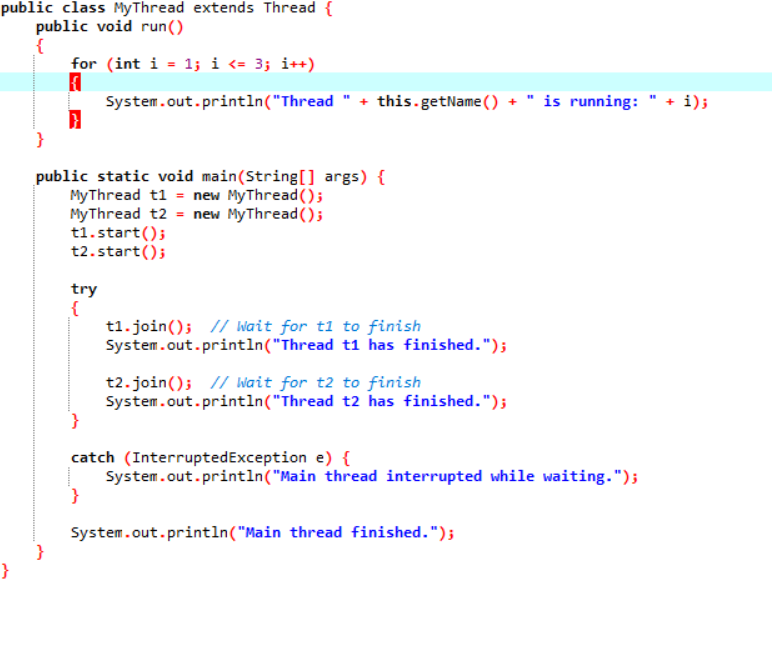 public class MyThread extends Thread {
    public void run()
    {
        for (int i = 1; i <= 3; i++)
        {
            System.out.println("Thread " + this.getName() + " is running: " + i);
        }
    }

    public static void main(String[] args) {
        MyThread t1 = new MyThread();
        MyThread t2 = new MyThread();
        t1.start();
        t2.start();

        try
        {
            t1.join();  // Wait for t1 to finish
            System.out.println("Thread t1 has finished.");

            t2.join();  // Wait for t2 to finish
            System.out.println("Thread t2 has finished.");
        }

        catch (InterruptedException e) {
            System.out.println("Main thread interrupted while waiting.");
        }

        System.out.println("Main thread finished.");
    }
}